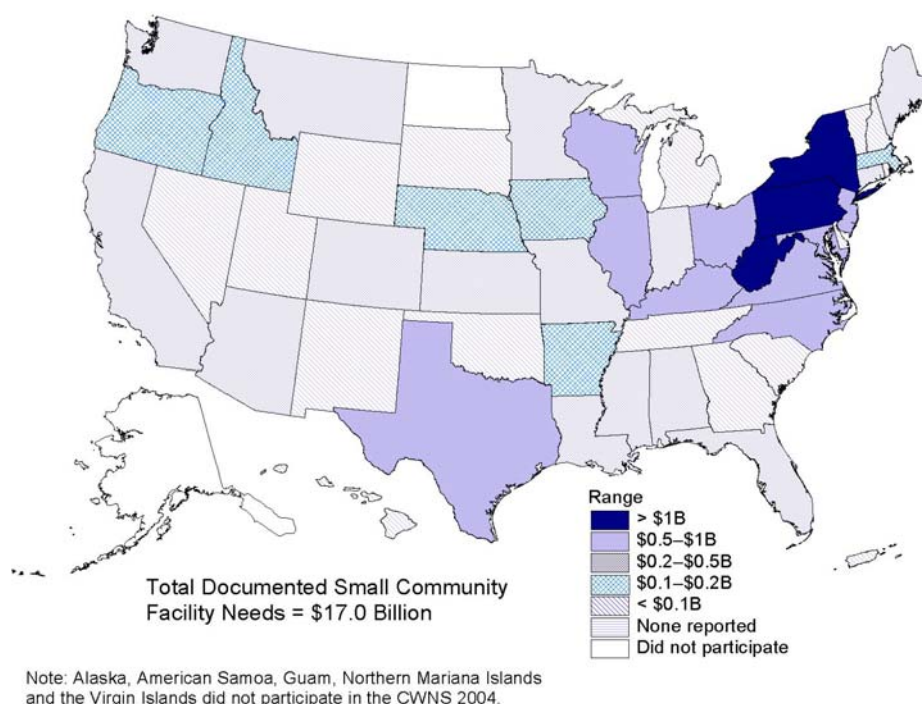 Range
> $1B
$0.5–$1B
$0.2–$0.5B
$0.1–$0.2B
< $0.1B
None reported
Did not participate
Total Documented Small Community
Facility Needs = $17.0 Billion
Note: Alaska, American Samoa, Guam, Northern Mariana Islands
and the Virgin Islands did not participate in the CWNS 2004.